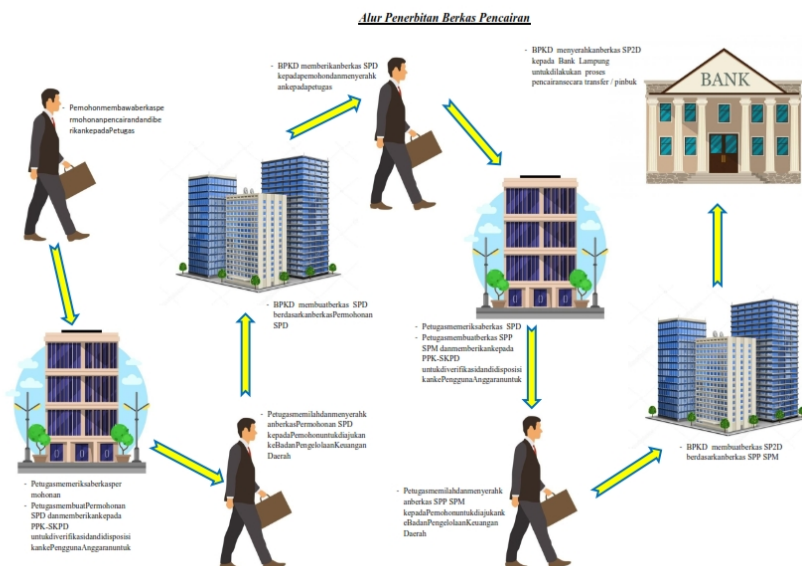 Alur Penerbitan Berkas Pencairan
- Pemohonmembawaberkaspe
rmohonanpencairandandibe
rikankepadaPetugas
- Petugasmemeriksaberkasper
mohonan
- PetugasmembuatPermohonan
SPD danmemberikankepada
PPK-SKPD
untukdiverifikasidandidisposisi
kankePenggunaAnggaranuntuk
- Petugasmemilahdanmenyerahk
anberkasPermohonan SPD
kepadaPemohonuntukdiajukan
keBadanPengelolaanKeuangan
Daerah
- BPKD membuatberkas SPD
berdasarkanberkasPermohonan
SPD
- BPKD memberikanberkas SPD
kepadapemohondanmenyerahk
ankepadapetugas
- Petugasmemeriksaberkas SPD
- Petugasmembuatberkas SPP
SPM danmemberikankepada
PPK-SKPD
untukdiverifikasidandidisposisi
kankePenggunaAnggaranuntuk
- Petugasmemilahdanmenyerahk
anberkas SPP SPM
kepadaPemohonuntukdiajukank
eBadanPengelolaanKeuangan
Daerah
- BPKD membuatberkas SP2D
berdasarkanberkas SPP SPM
- BPKD menyerahkanberkas SP2D
kepada Bank Lampung
untukdilakukan proses
pencairansecara transfer / pinbuk
BANK